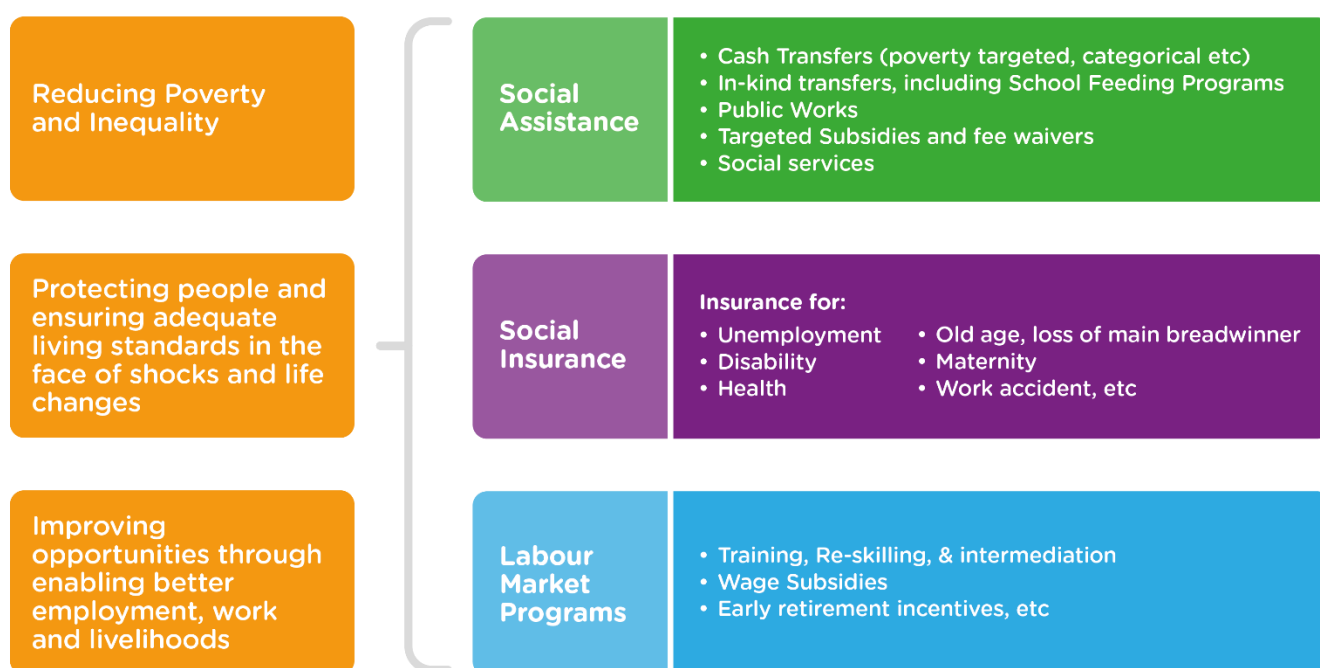 Reducing Poverty
and Inequality
Social
Assistance
• Cash Transfers (poverty targeted, categorical etc)
• In-kind transfers, including School Feeding Programs
• Public Works
• Targeted Subsidies and fee waivers
• Social services
Protecting people and
ensuring adequate
living standards in the
face of shocks and life
changes
Social
Insurance
Insurance for:
• Unemployment
• Disability
• Health
• Old age, loss of main breadwinner
• Maternity
• Work accident, etc
Improving
opportunities through
enabling better
employment, work
and livelihoods
Labour
Market
Programs
• Training, Re-skilling, & intermediation
• Wage Subsidies
• Early retirement incentives, etc